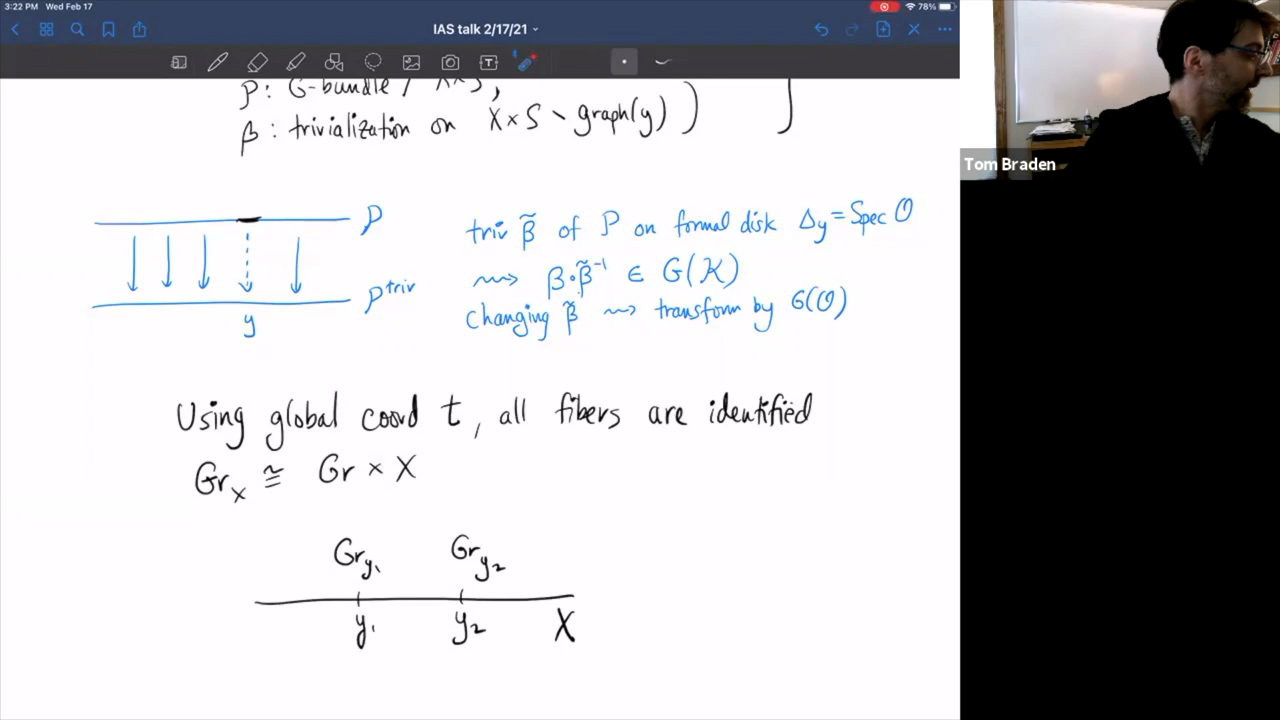 3:22 PM Wed Feb 17
78%
IAS talk 2/17/21
P: G-bundle / X×S,
β: trivialization on X×S ∖ graph(y) )
P
P^triv
y
triv β̃ of P on formal disk Δ_y = Spec O
⇝ β∘β̃⁻¹ ∈ G(K)
changing β̃ ⇝ transform by G(O)
Using global coord t, all fibers are identified
Gr_X ≅ Gr × X
Gr_y₁ Gr_y₂
y₁ y₂ X
Tom Braden